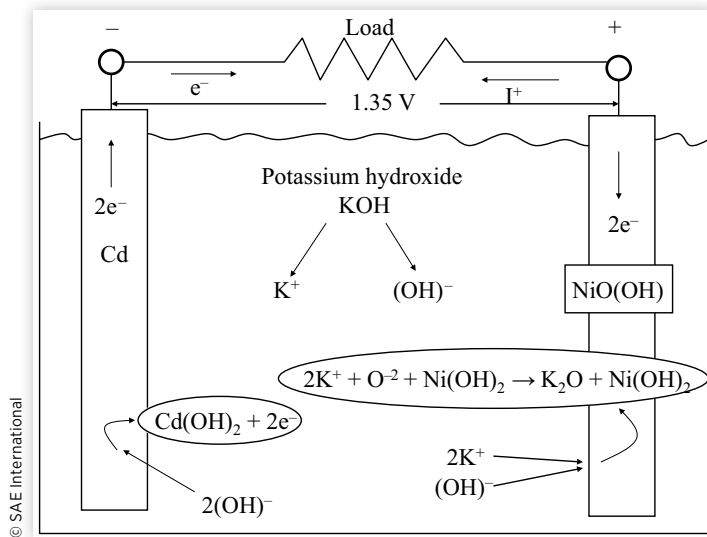 − Load +
e⁻ I⁺
1.35 V
Potassium hydroxide
KOH
2e⁻ 2e⁻
Cd
K⁺ (OH)⁻ NiO(OH)
2K⁺ + O⁻² + Ni(OH)₂ → K₂O + Ni(OH)₂
Cd(OH)₂ + 2e⁻
2K⁺
(OH)⁻
2(OH)⁻
© SAE International